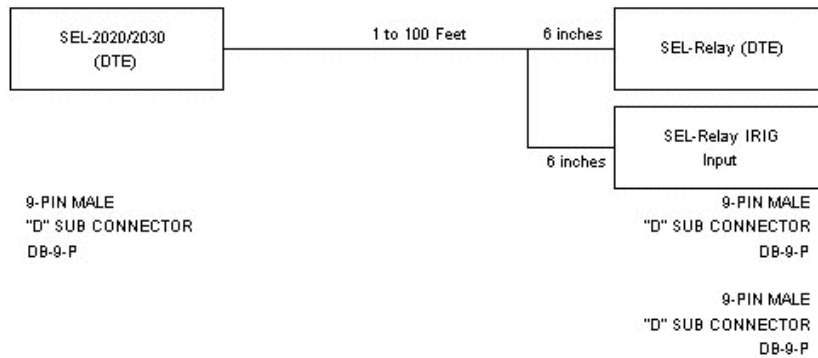 SEL-2020/2030
(DTE)
1 to 100 Feet
6 inches
SEL-Relay (DTE)
SEL-Relay IRIG
Input
6 inches
9-PIN MALE
"D" SUB CONNECTOR
DB-9-P
9-PIN MALE
"D" SUB CONNECTOR
DB-9-P
9-PIN MALE
"D" SUB CONNECTOR
DB-9-P